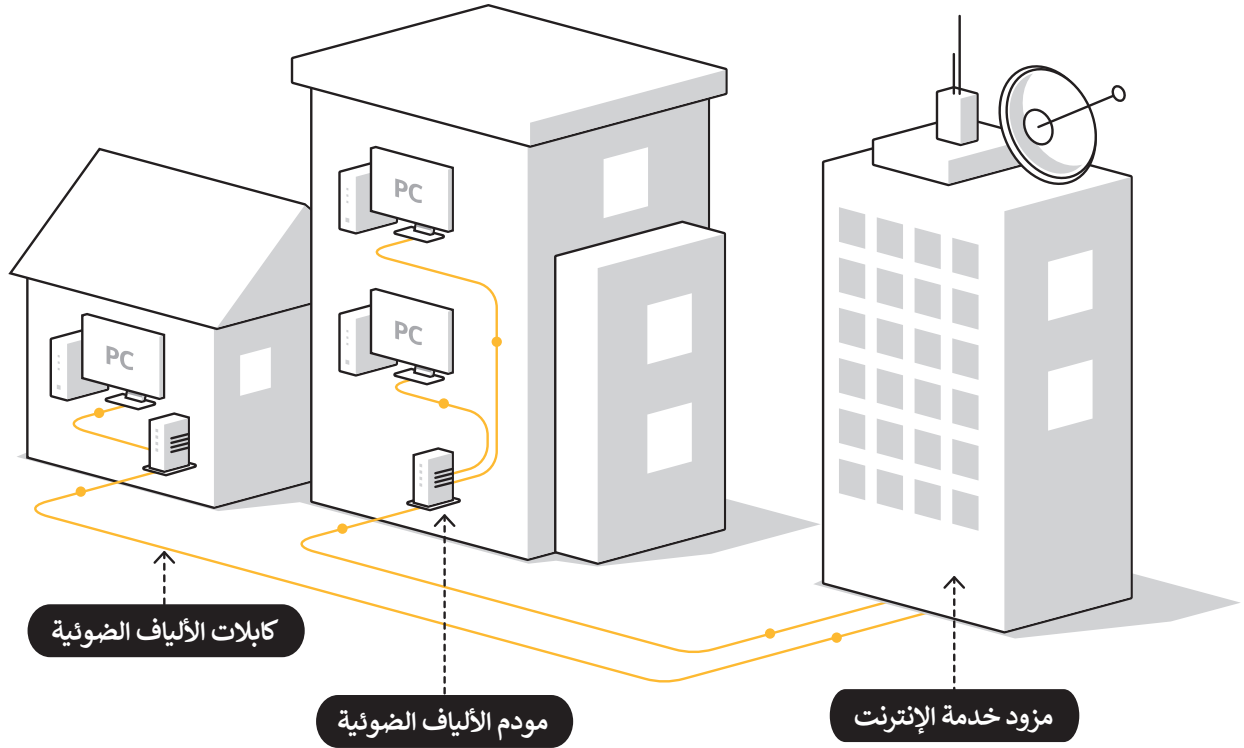 PC
PC
PC
كابلات الألياف الضوئية
مودم الألياف الضوئية
مزود خدمة الإنترنت